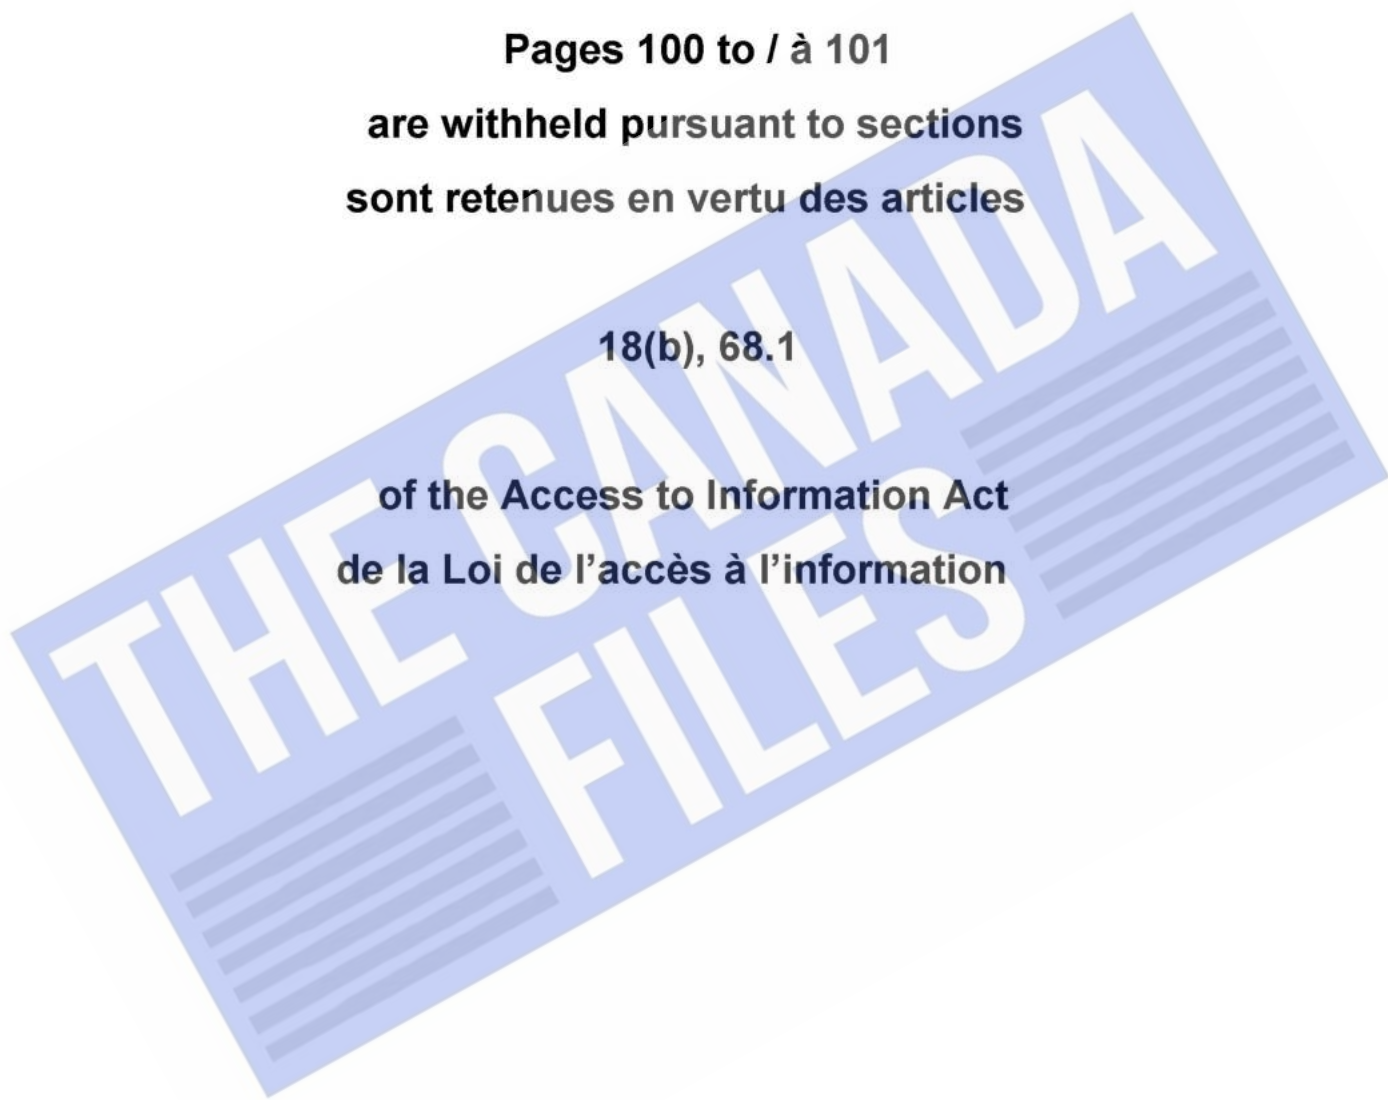 Pages 100 to / à 101
are withheld pursuant to sections
sont retenues en vertu des articles
18(b), 68.1
of the Access to Information Act
de la Loi de l’accès à l’information
THE CANADA
FILES